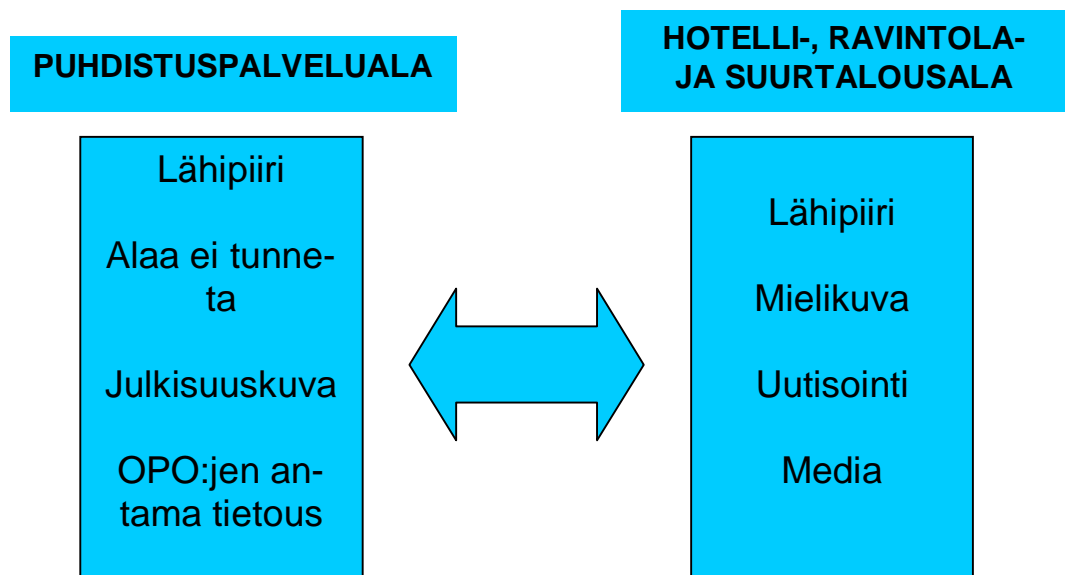 PUHDISTUSPALVELUALA
Lähipiiri
Alaa ei tunne-
ta
Julkisuuskuva
OPO:jen an-
tama tietous
HOTELLI-, RAVINTOLA-
JA SUURTALOUSALA
Lähipiiri
Mielikuva
Uutisointi
Media